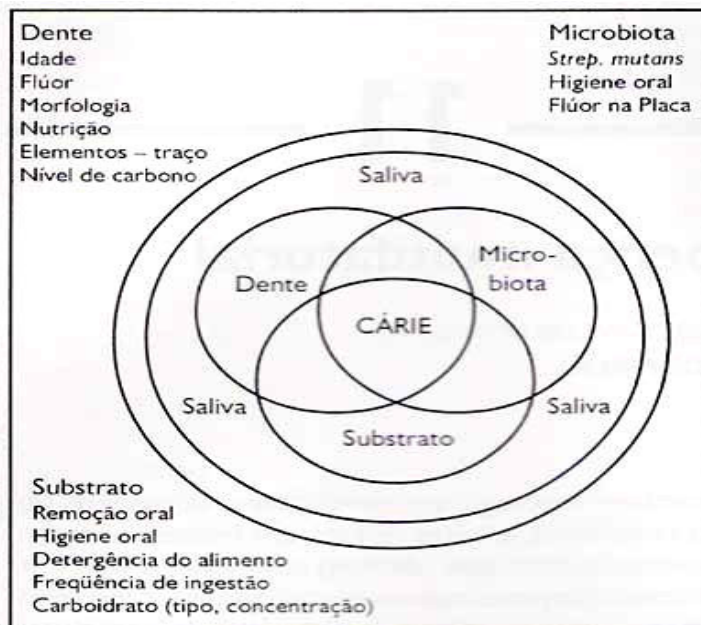 Dente
Idade
Flúor
Morfologia
Nutrição
Elementos – traço
Nível de carbono
Microbiota
Strep. mutans
Higiene oral
Flúor na Placa
Saliva
Dente
Micro-
biota
CÁRIE
Saliva
Saliva
Substrato
Substrato
Remoção oral
Higiene oral
Detergência do alimento
Freqüência de ingestão
Carboidrato (tipo, concentração)